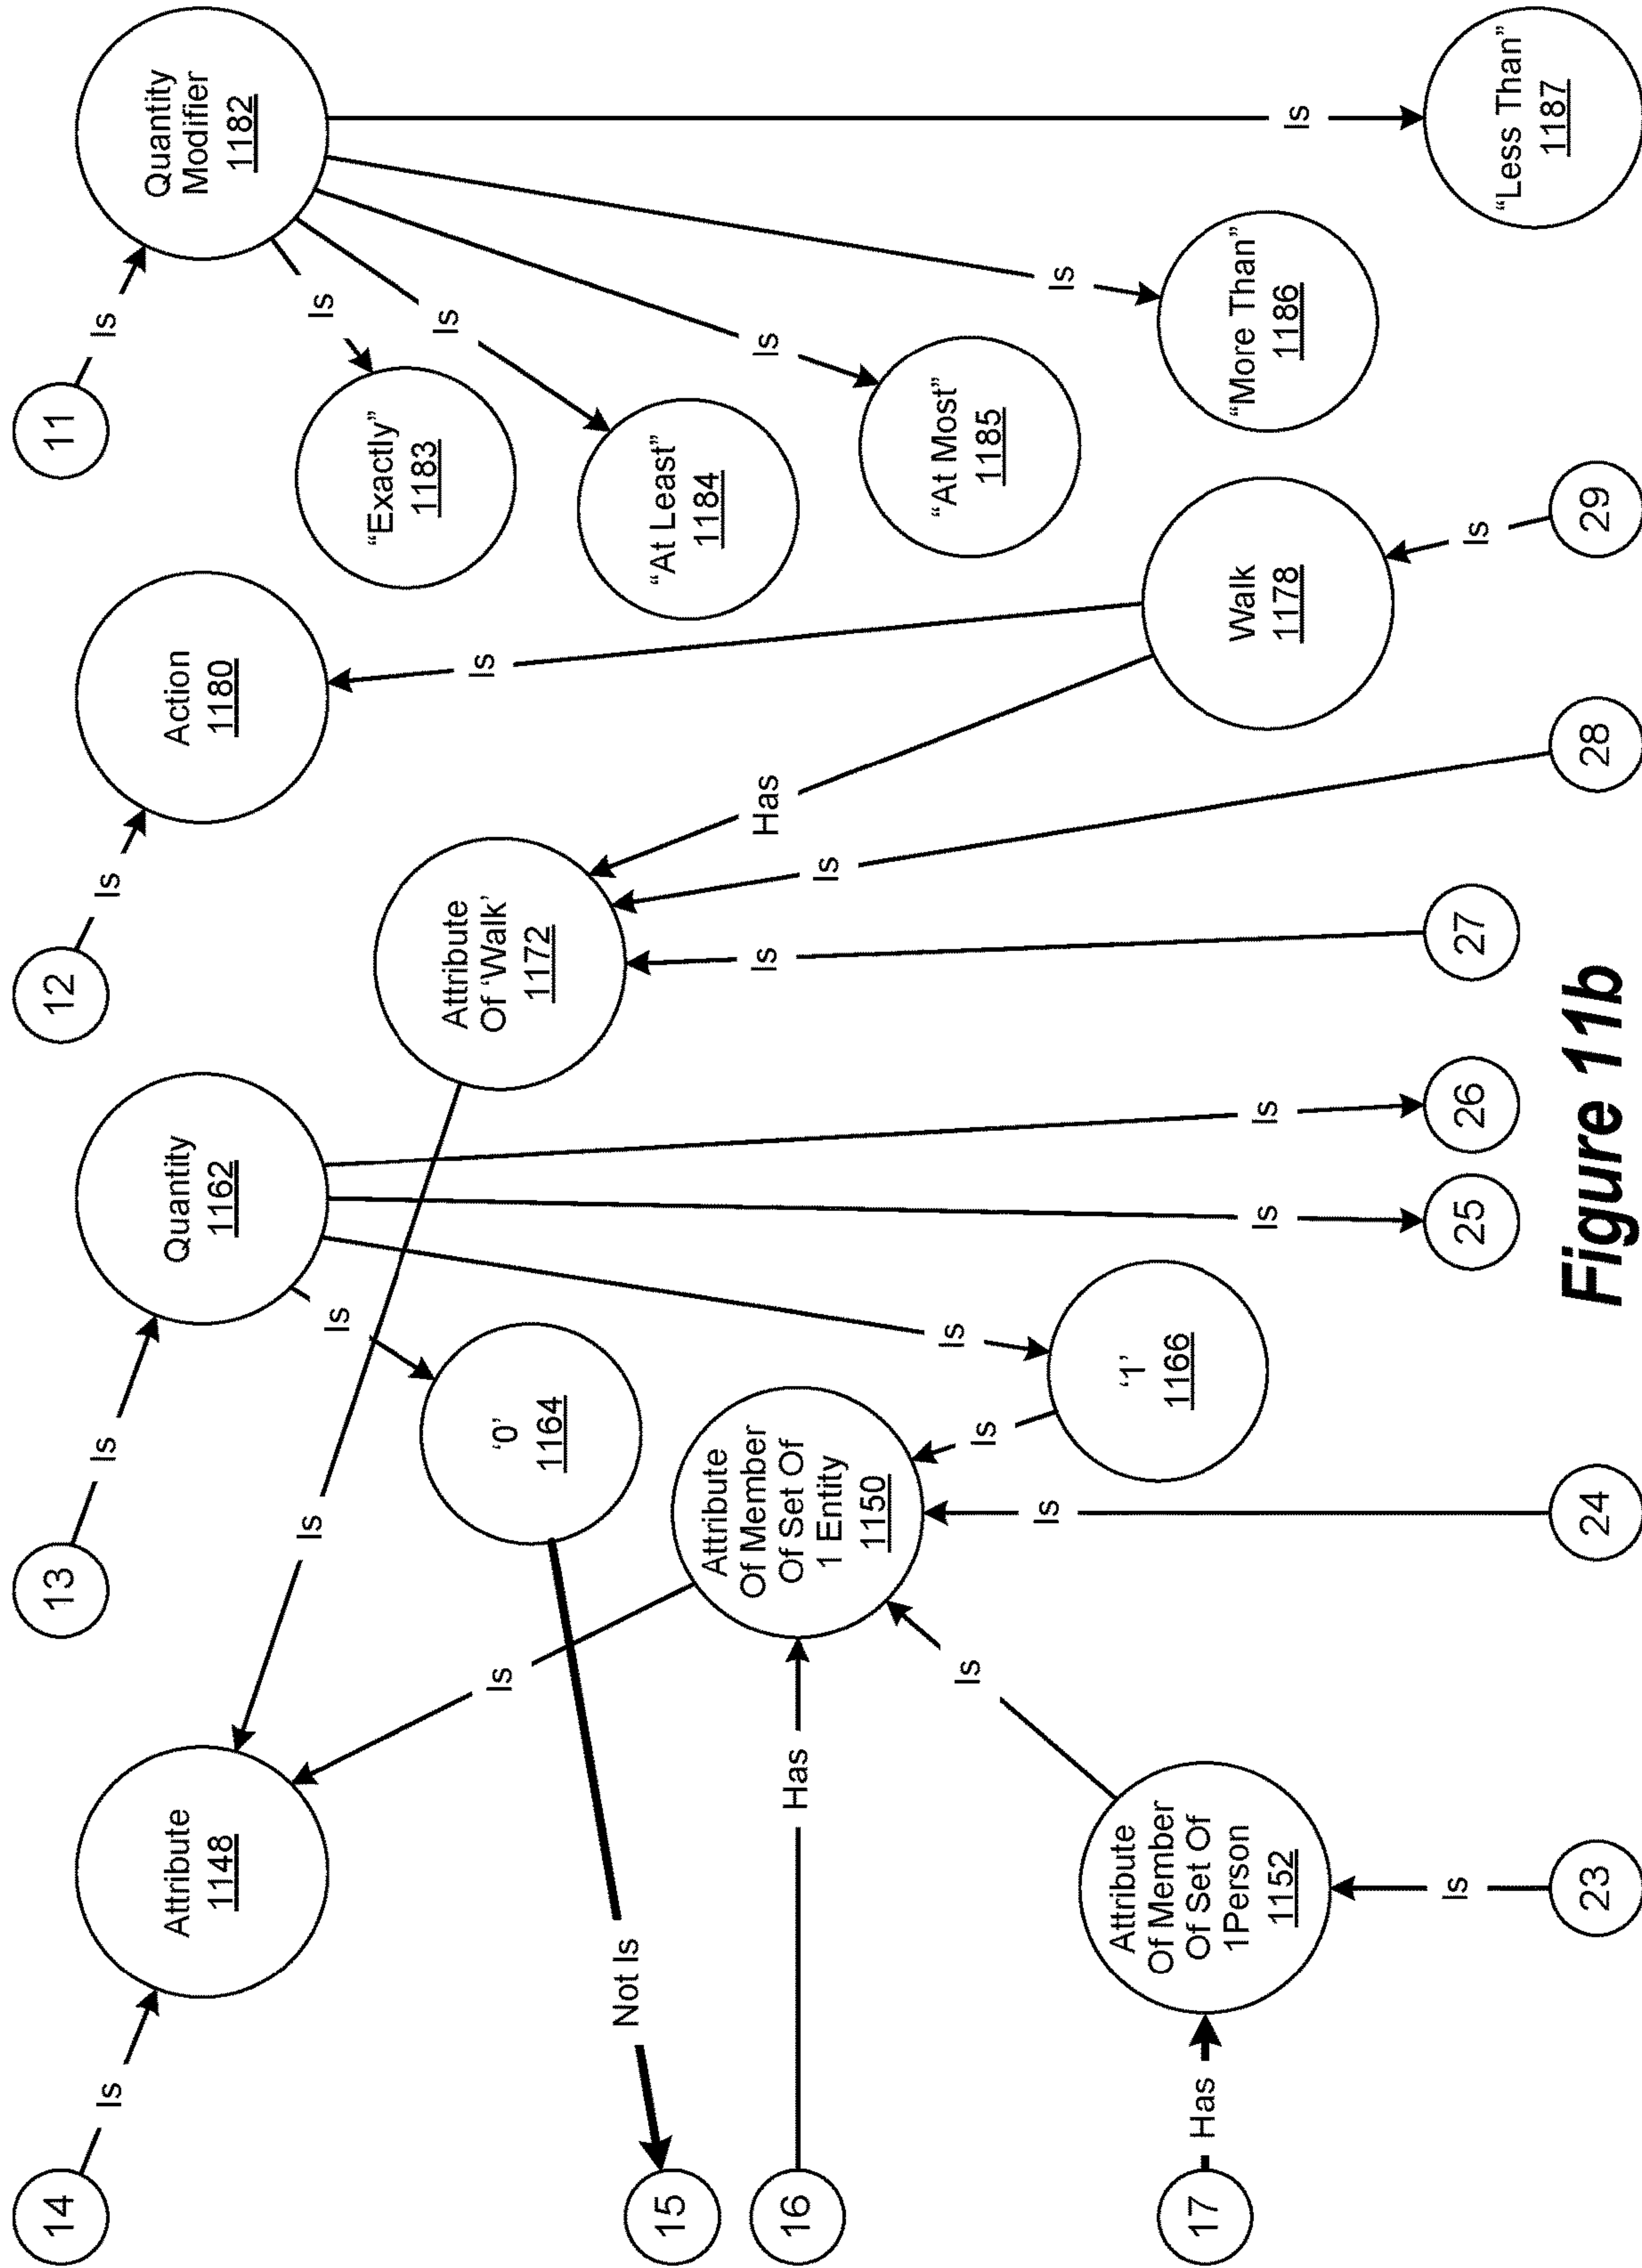 14
Is
Attribute
1148
13
Is
Quantity
1162
12
Is
Action
1180
11
Is
Quantity
Modifier
1182
Is
Is
Is
“Exactly”
1183
Is
Attribute
Of ‘Walk’
1172
Is
Is
‘0’
1164
Not Is
15
“At Least”
1184
Is
Has
Is
Is
Is
16
Has
Attribute
Of Member
Of Set Of
1 Entity
1150
“At Most”
1185
Is
Is
Is
Is
Is
‘1’
1166
17
Has
Attribute
Of Member
Of Set Of
1Person
1152
Is
Is
Walk
1178
“More Than”
1186
Is
Is
Is
25
26
27
“Less Than”
1187
23
24
28
29
Figure 11b